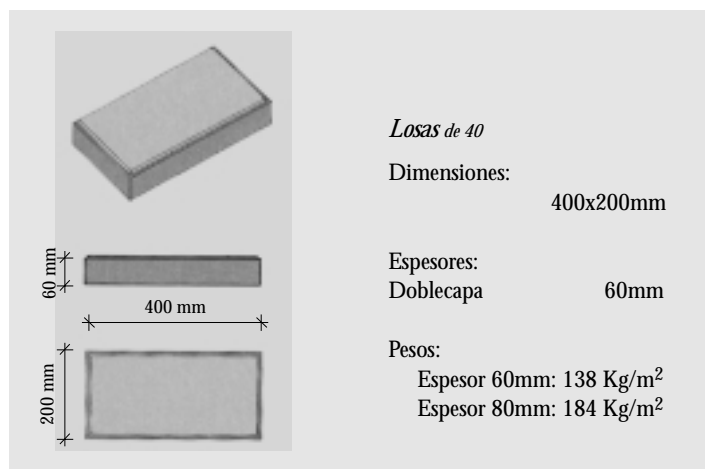 Losas de 40
Dimensiones:
400x200mm
60 mm
Espesores:
Doblecapa 60mm
400 mm
Pesos:
Espesor 60mm: 138 Kg/m²
Espesor 80mm: 184 Kg/m²
200 mm